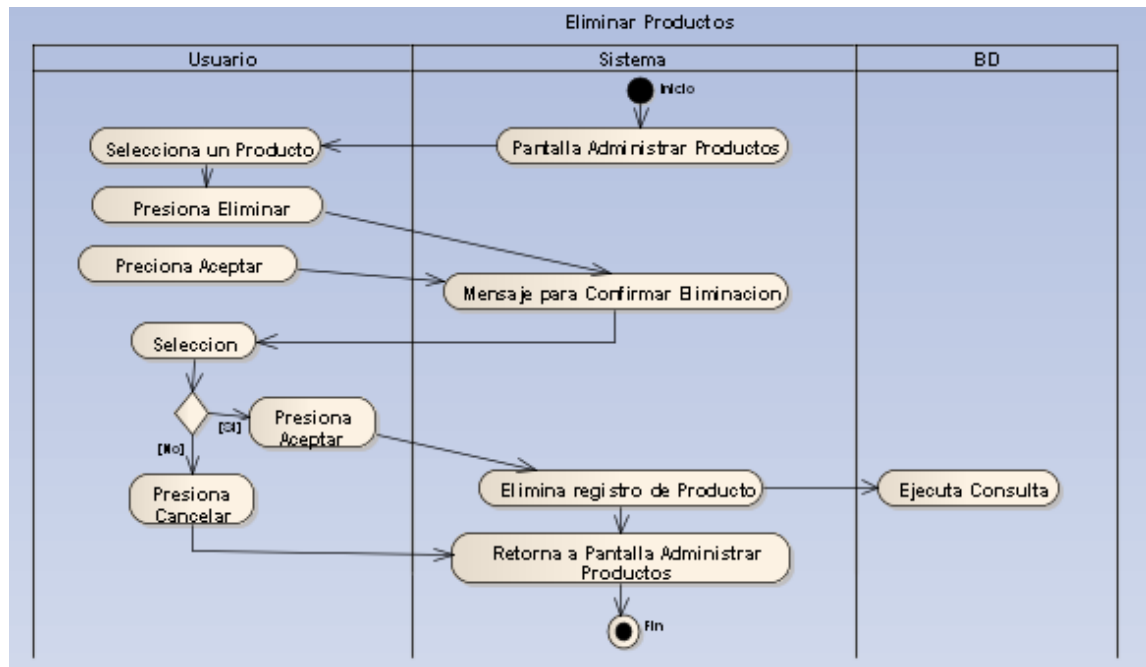 Eliminar Productos
Usuario
Sistema
BD
Inicio
Selecciona un Producto
Pantalla Administrar Productos
Presiona Eliminar
Preciona Aceptar
Mensaje para Confirmar Eliminacion
Seleccion
[Si]
Presiona
Aceptar
[No]
Presiona
Cancelar
Elimina registro de Producto
Ejecuta Consulta
Retorna a Pantalla Administrar
Productos
Fin